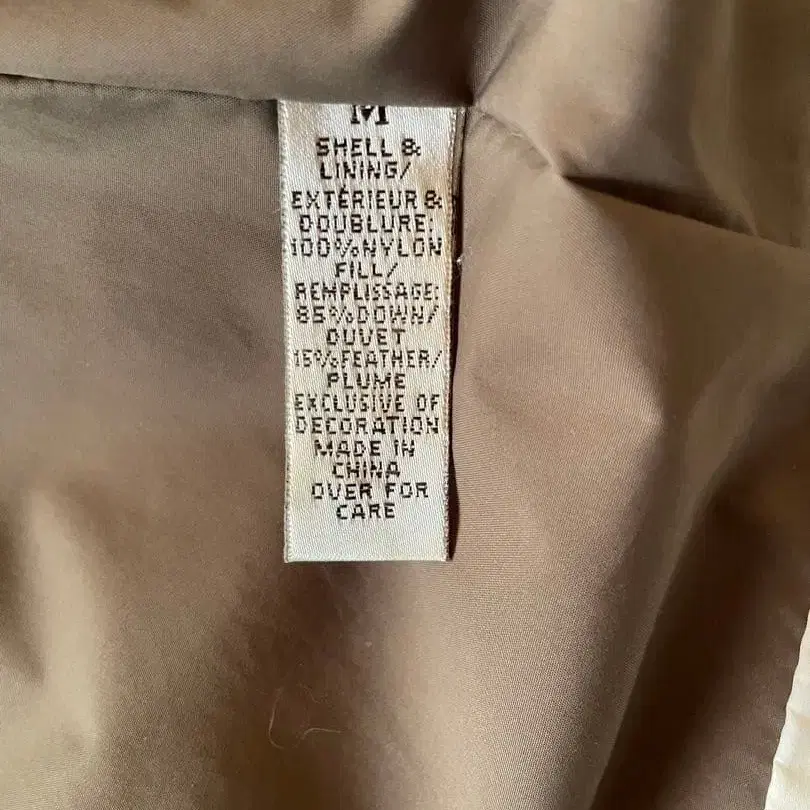 M
SHELL &
LINING/
EXTÉRIEUR &
DOUBLURE:
100%NYLON
FILL/
REMPLISSAGE:
85%DOWN/
DUVET
15%FEATHER/
PLUME
EXCLUSIVE OF
DECORATION
MADE IN
CHINA
OVER FOR
CARE